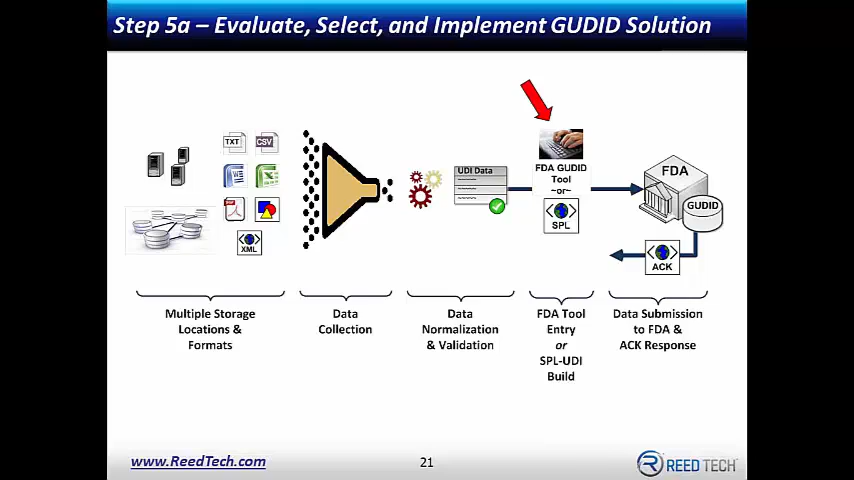 Step 5a – Evaluate, Select, and Implement GUDID Solution
TXT
CSV
XML
UDI Data
FDA GUDID
Tool
~or~
SPL
FDA
GUDID
ACK
Multiple Storage
Locations &
Formats
Data
Collection
Data
Normalization
& Validation
FDA Tool
Entry
or
SPL-UDI
Build
Data Submission
to FDA &
ACK Response
www.ReedTech.com
21
REED TECH